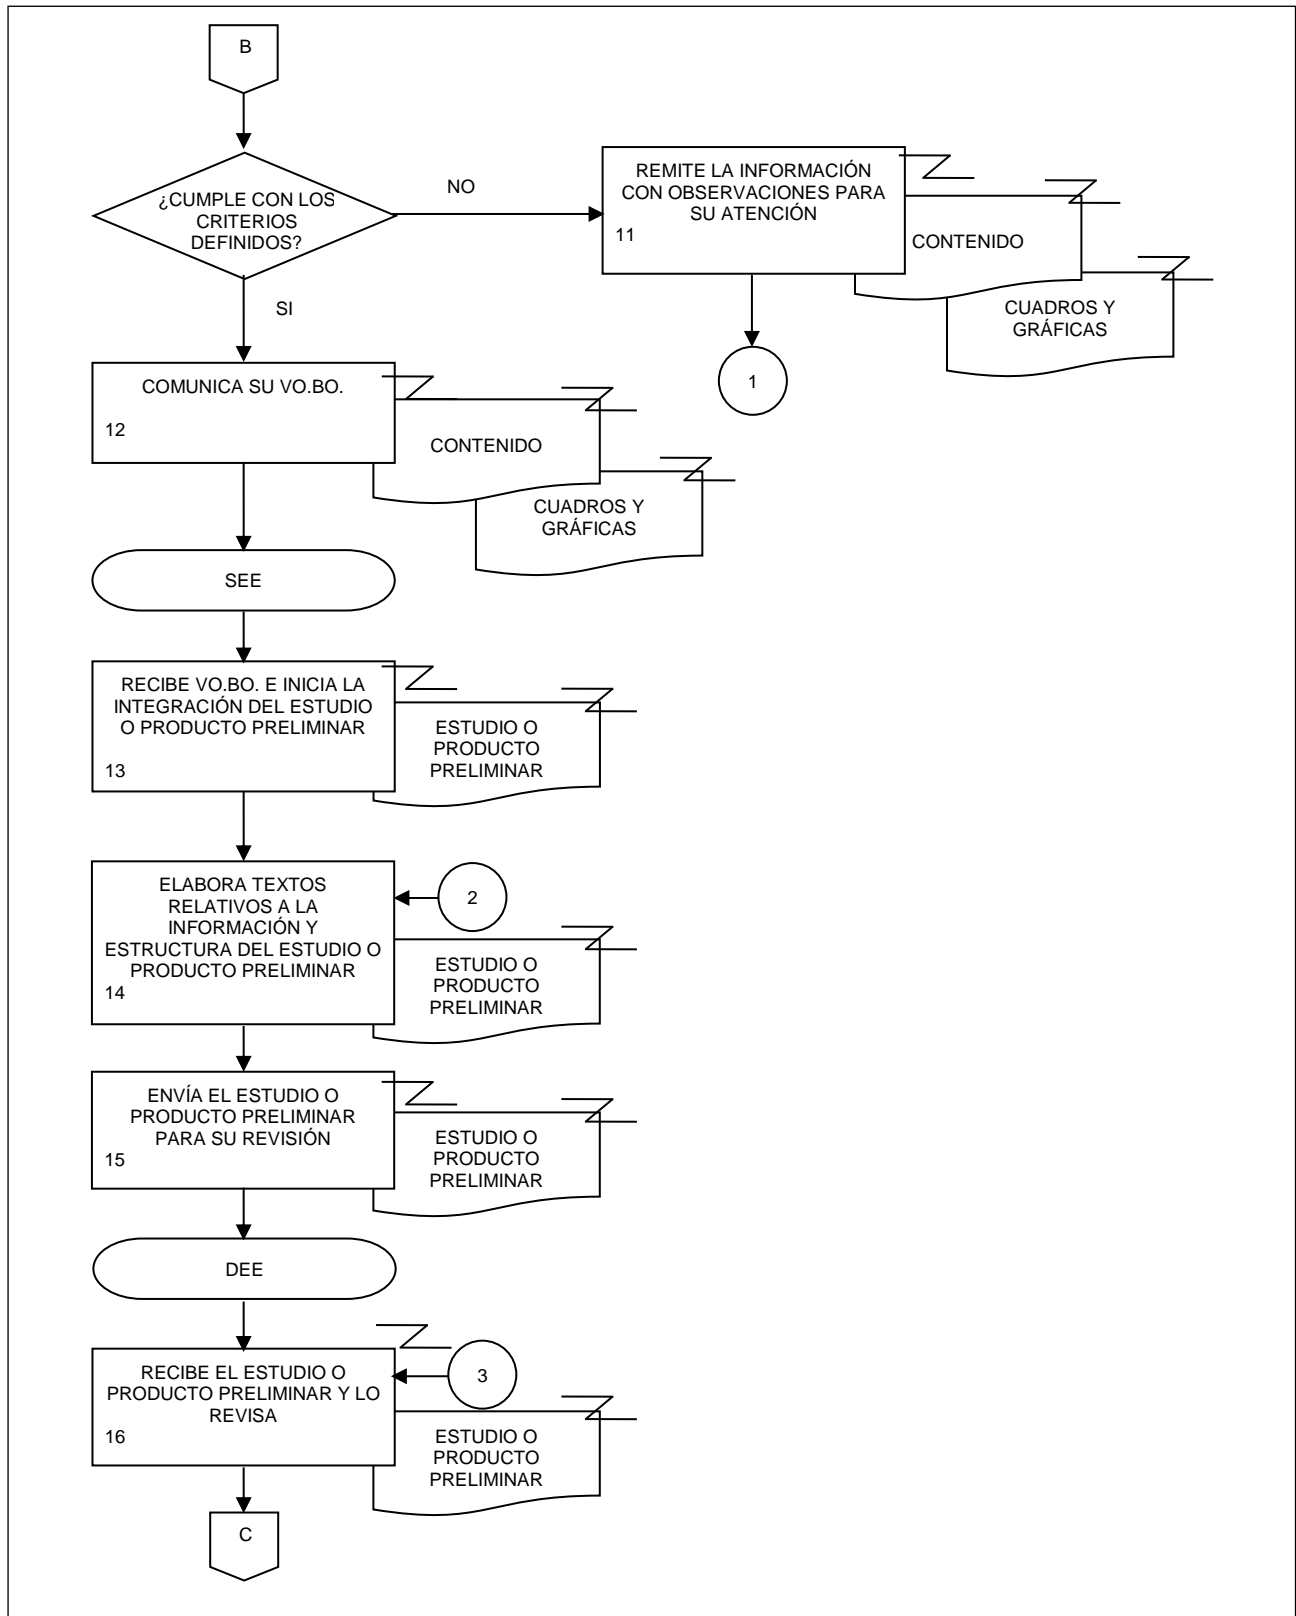 B
¿CUMPLE CON LOS
CRITERIOS
DEFINIDOS?
NO
REMITE LA INFORMACIÓN
CON OBSERVACIONES PARA
SU ATENCIÓN
11
CONTENIDO
CUADROS Y
GRÁFICAS
1
SI
COMUNICA SU VO.BO.
12
CONTENIDO
CUADROS Y
GRÁFICAS
SEE
RECIBE VO.BO. E INICIA LA
INTEGRACIÓN DEL ESTUDIO
O PRODUCTO PRELIMINAR
13
ESTUDIO O
PRODUCTO
PRELIMINAR
ELABORA TEXTOS
RELATIVOS A LA
INFORMACIÓN Y
ESTRUCTURA DEL ESTUDIO O
PRODUCTO PRELIMINAR
14
2
ESTUDIO O
PRODUCTO
PRELIMINAR
ENVÍA EL ESTUDIO O
PRODUCTO PRELIMINAR
PARA SU REVISIÓN
15
ESTUDIO O
PRODUCTO
PRELIMINAR
DEE
RECIBE EL ESTUDIO O
PRODUCTO PRELIMINAR Y LO
REVISA
16
3
ESTUDIO O
PRODUCTO
PRELIMINAR
C